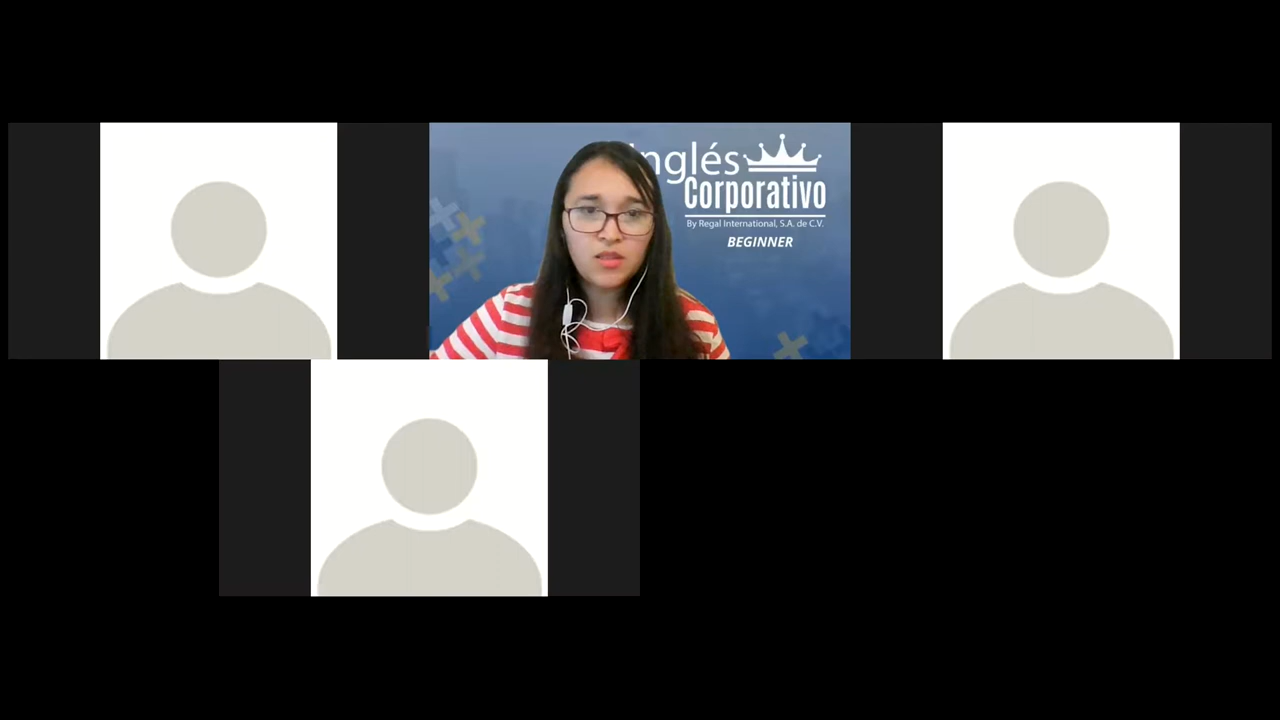 Inglés
Corporativo
By Regal International, S.A. de C.V.
BEGINNER